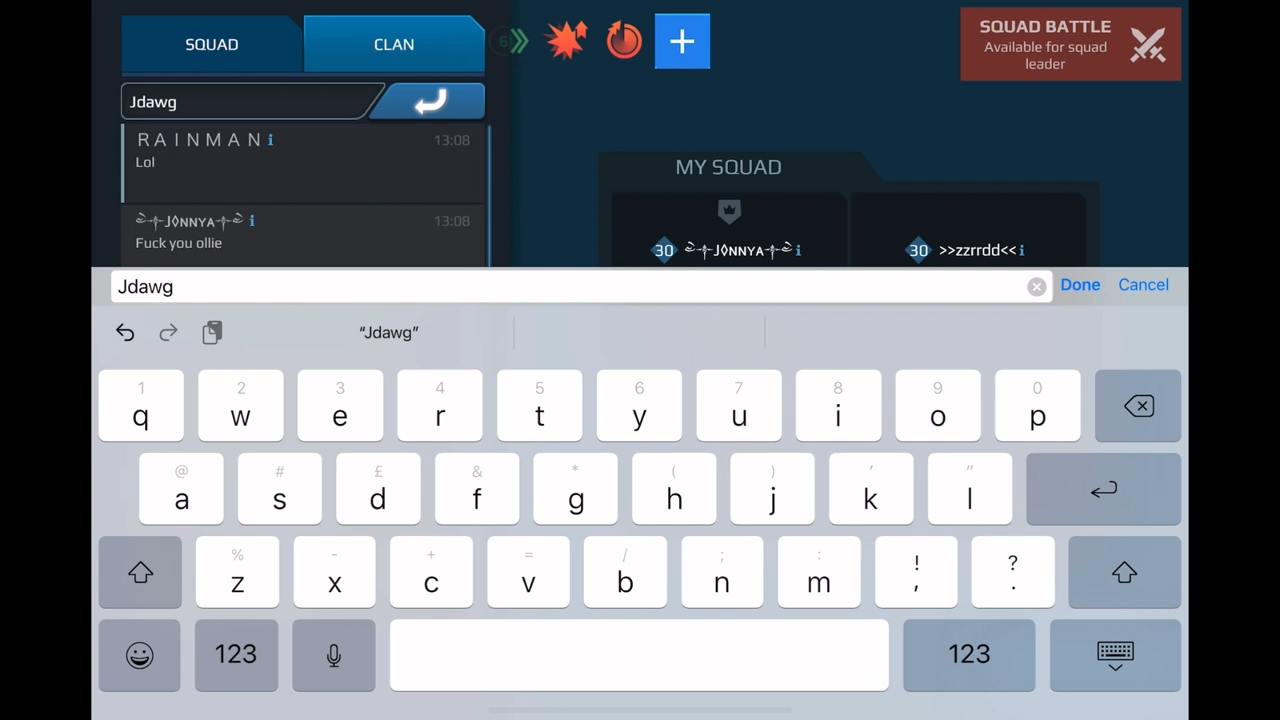 SQUAD
CLAN
6
SQUAD BATTLE
Available for squad
leader
Jdawg
R A I N M A N i
13:08
Lol
JONNYA i
13:08
Fuck you ollie
MY SQUAD
30 JONNYA i
30 >>zzrrdd<< i
Jdawg
Done
Cancel
“Jdawg”
1 2 3 4 5 6 7 8 9 0
q w e r t y u i o p
@ # £ & * ( ) ' "
a s d f g h j k l
% - + = / ; : ! ?
z x c v b n m , .
123
123